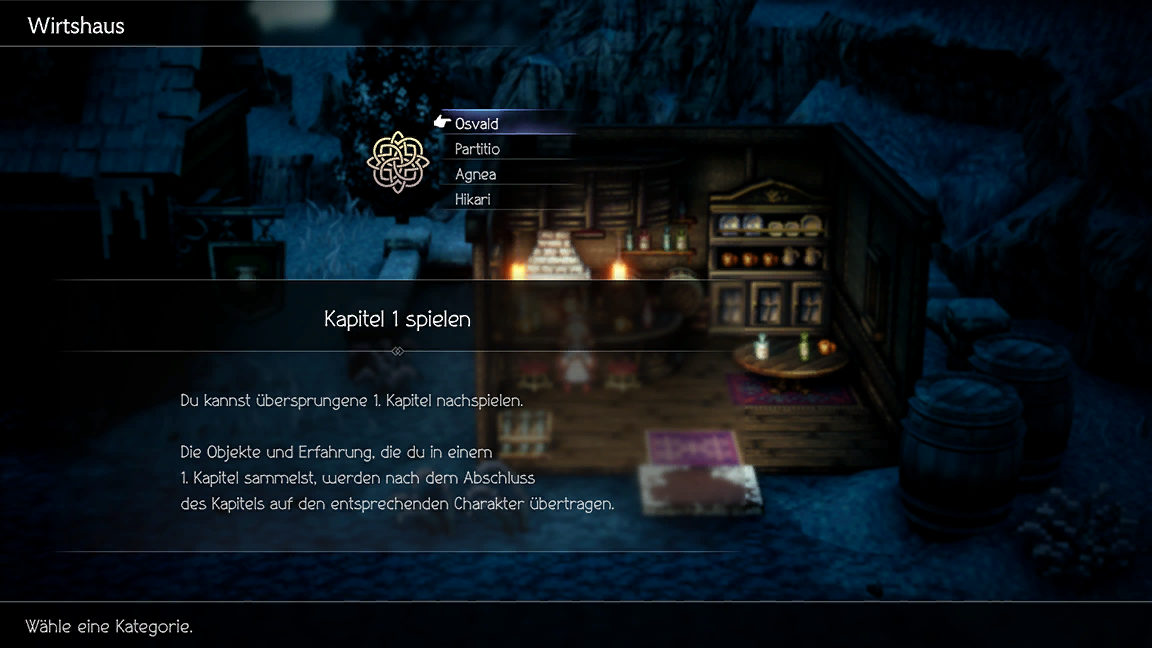 Wirtshaus
Osvald
Partitio
Agnea
Hikari
Kapitel 1 spielen
Du kannst übersprungene 1. Kapitel nachspielen.
Die Objekte und Erfahrung, die du in einem
1. Kapitel sammelst, werden nach dem Abschluss
des Kapitels auf den entsprechenden Charakter übertragen.
Wähle eine Kategorie.